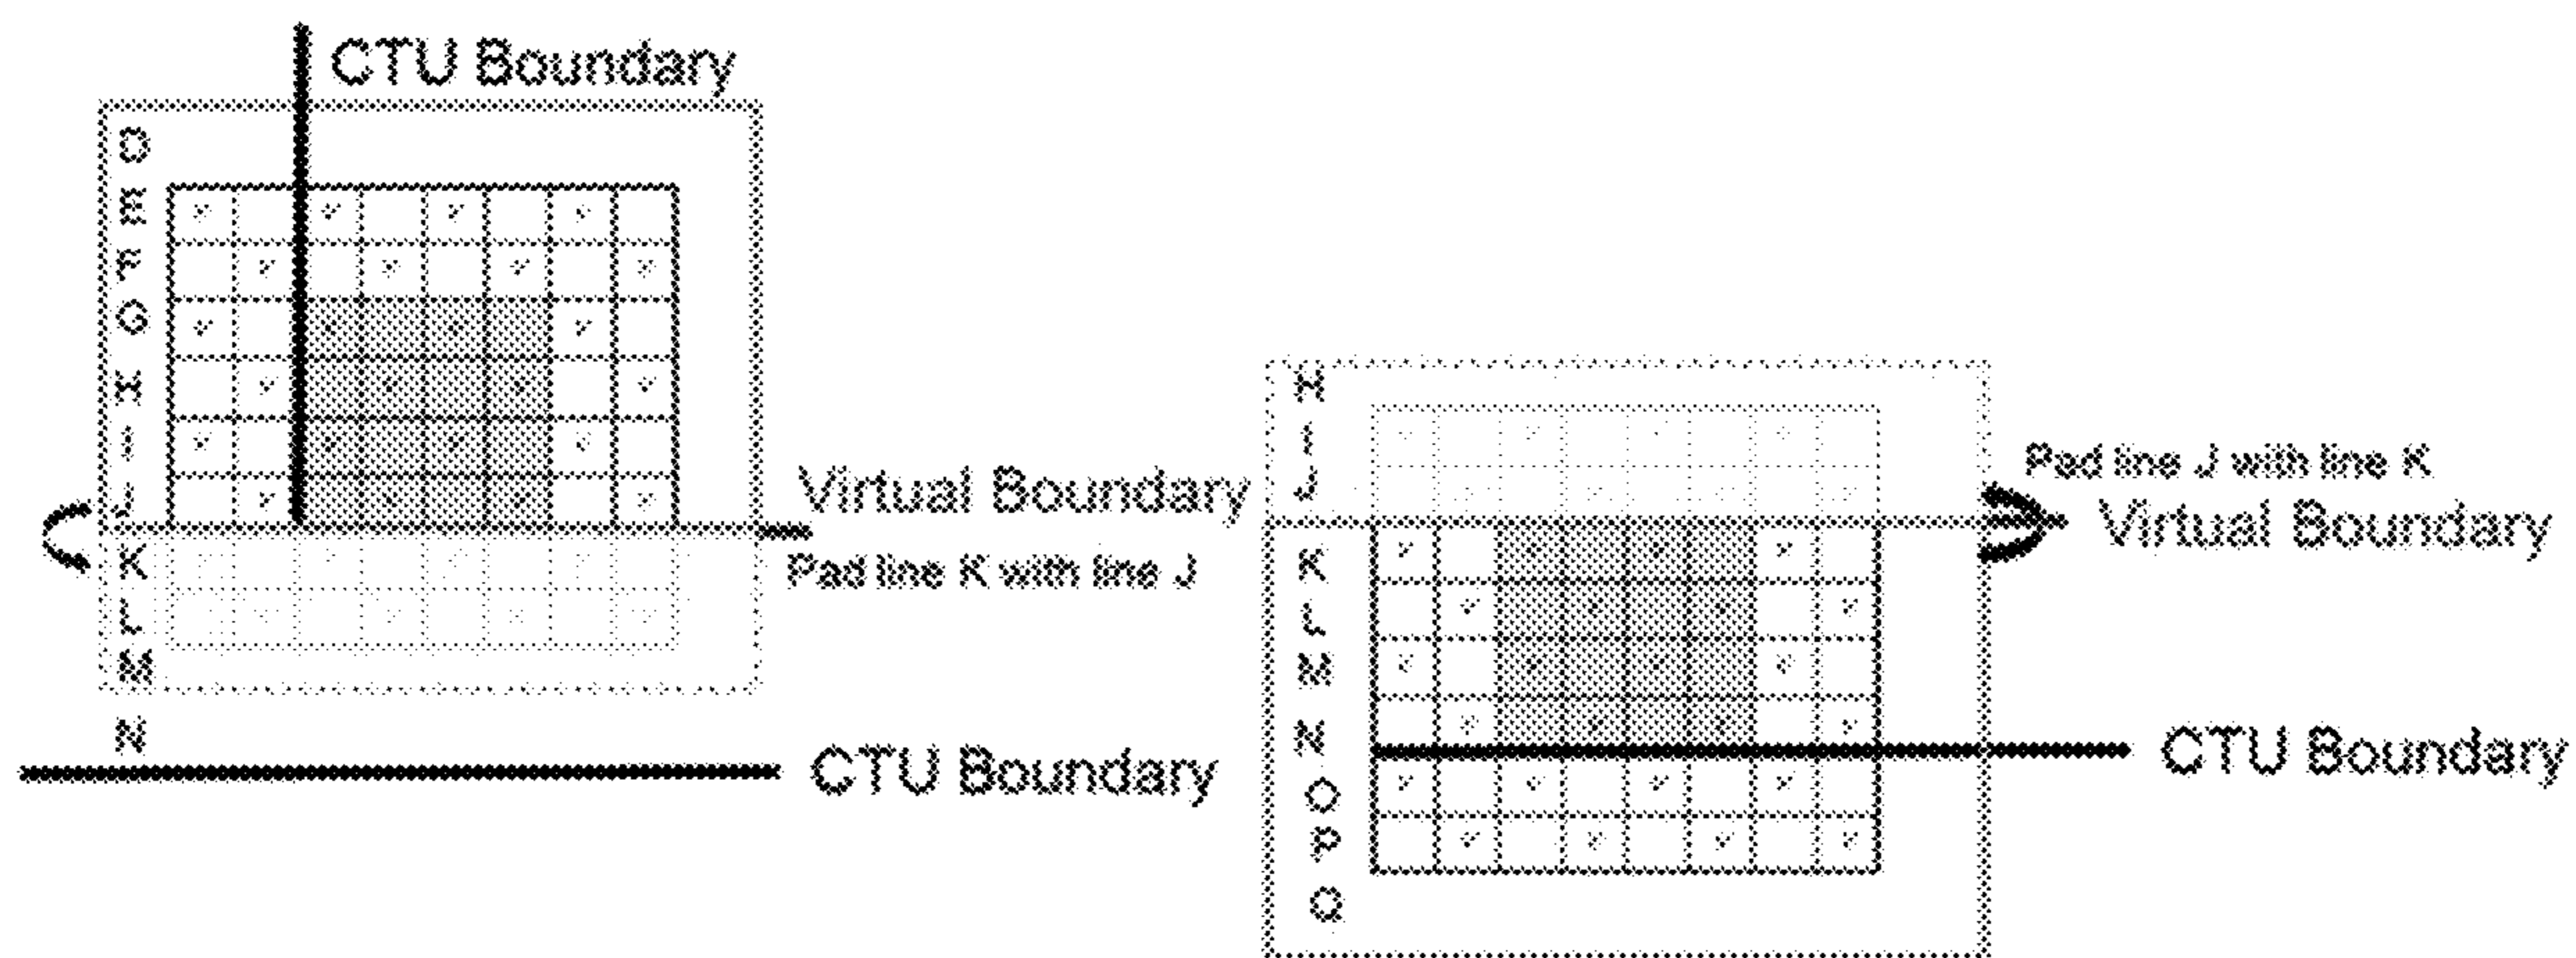 CTU Boundary
D
E
F
G
H
I
J
K
L
M
N
Virtual Boundary
Pad line K with line J
CTU Boundary
H
I
J
K
L
M
N
O
P
Q
Pad line J with line K
Virtual Boundary
CTU Boundary